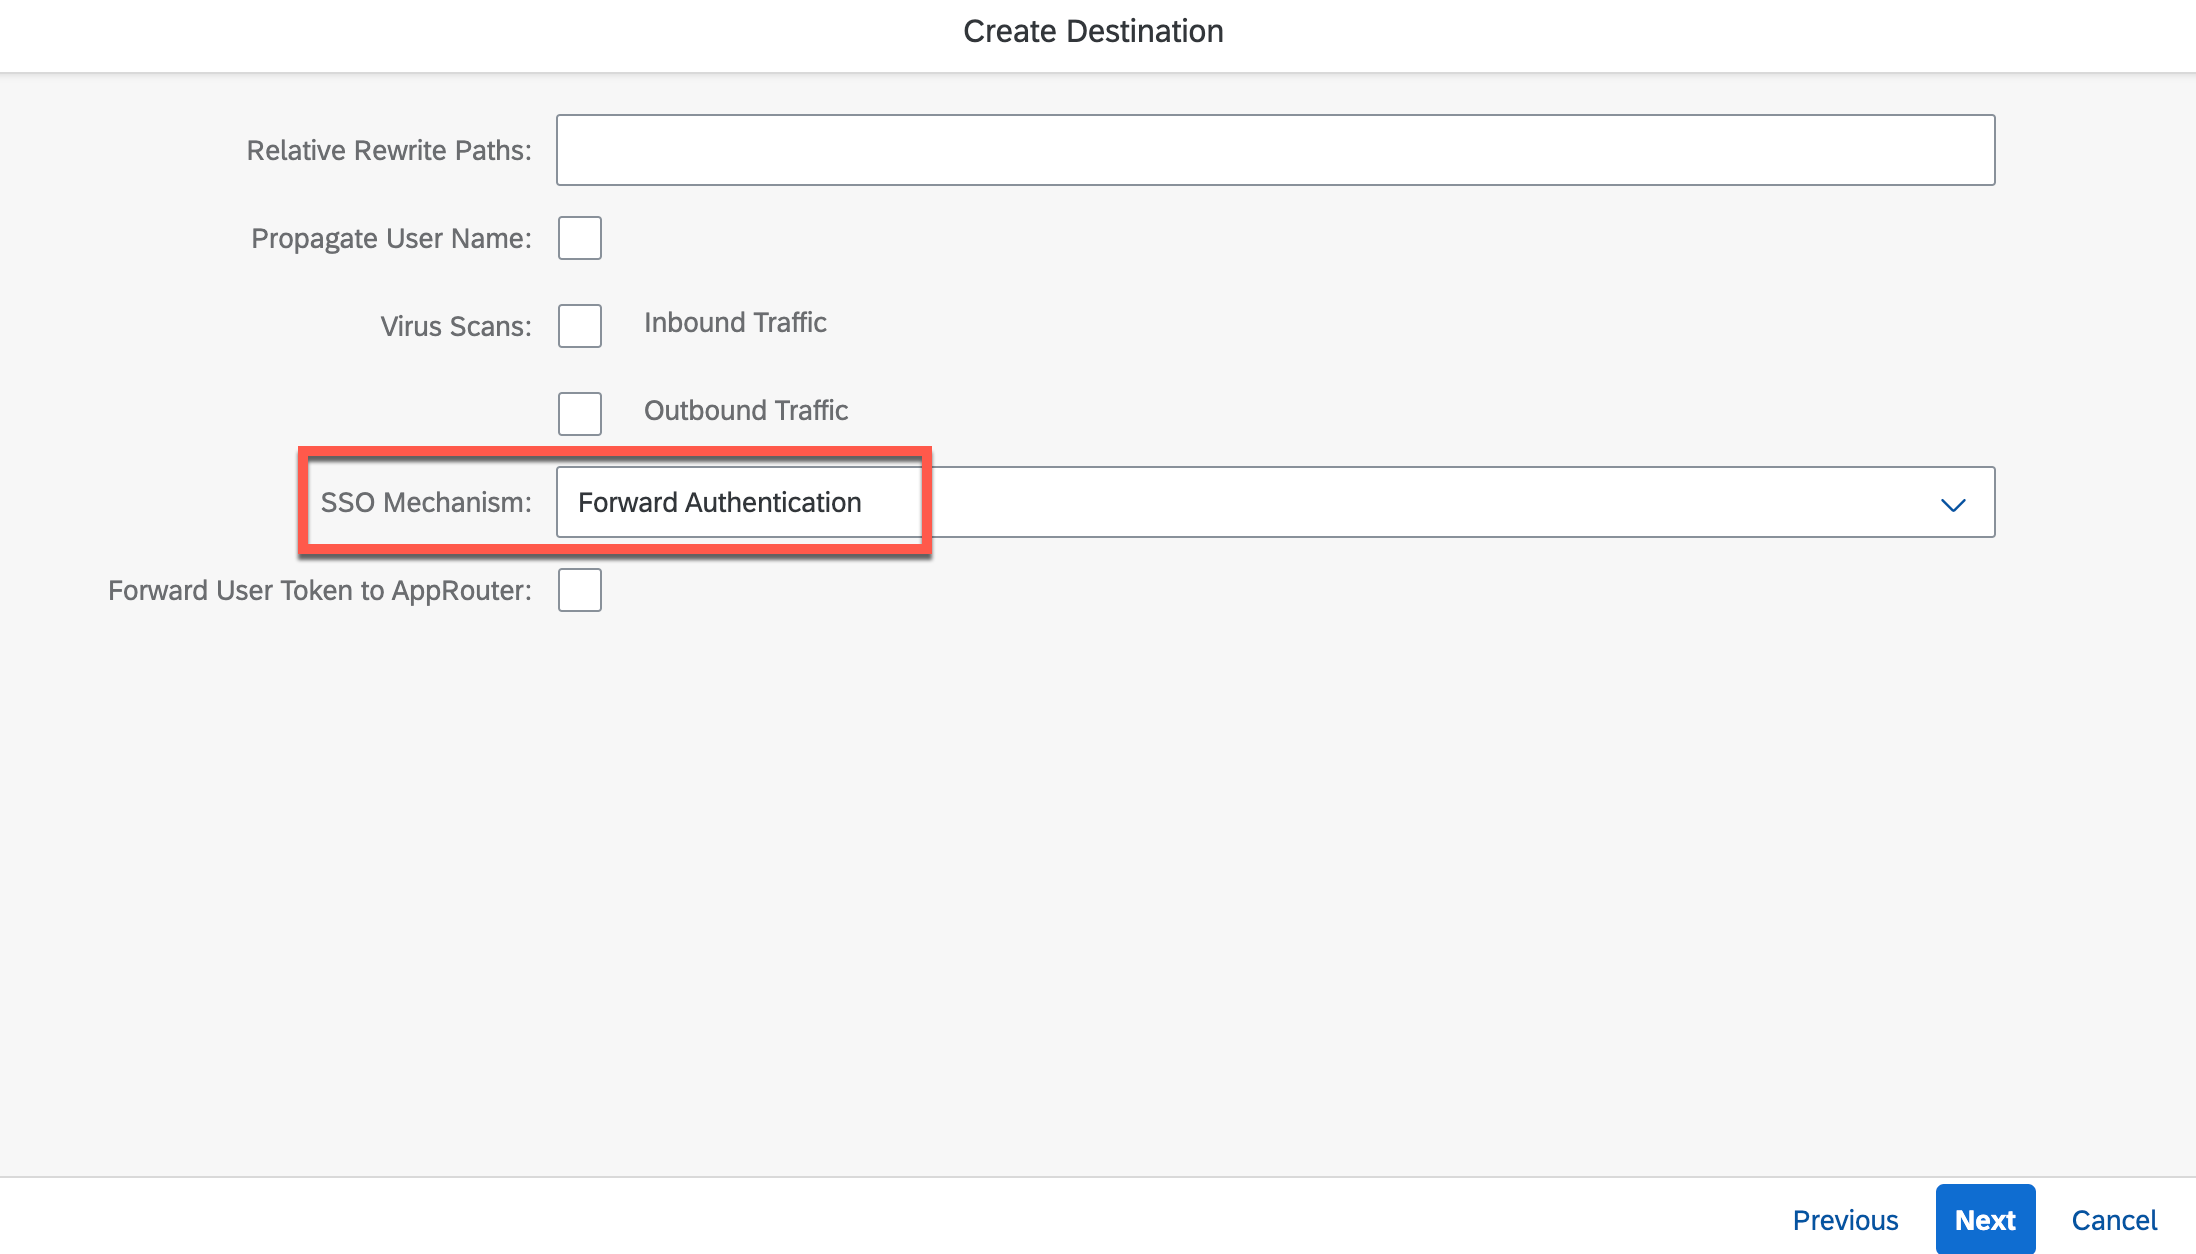 Create Destination
Relative Rewrite Paths:
Propagate User Name:
Virus Scans: Inbound Traffic
Outbound Traffic
SSO Mechanism: Forward Authentication
Forward User Token to AppRouter:
Previous Next Cancel